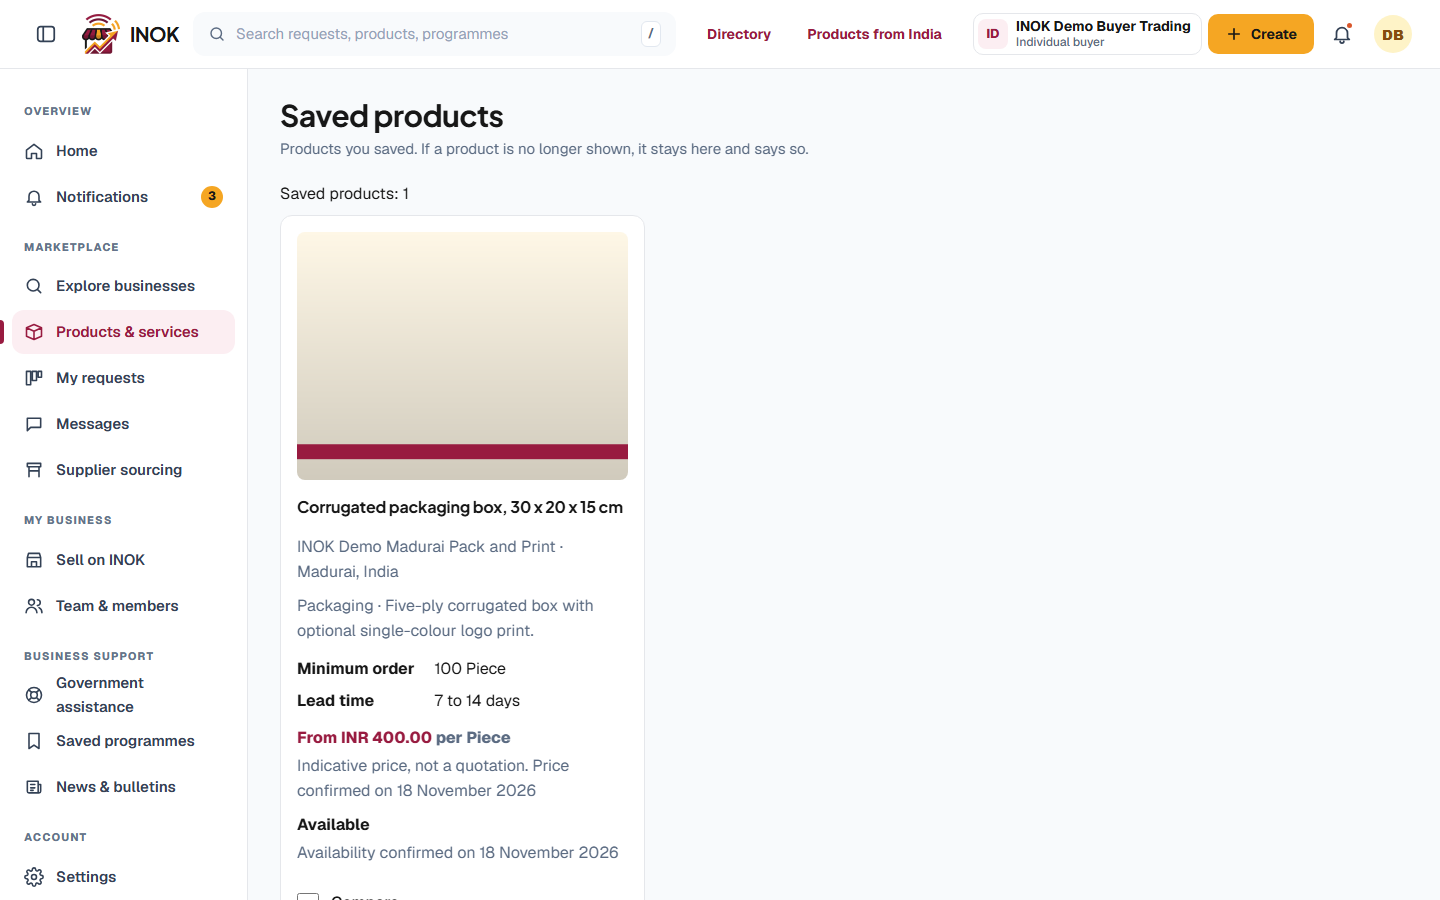 INOK
Search requests, products, programmes
/
Directory
Products from India
ID
INOK Demo Buyer Trading
Individual buyer
Create
DB
OVERVIEW
Home
Notifications
3
MARKETPLACE
Explore businesses
Products & services
My requests
Messages
Supplier sourcing
MY BUSINESS
Sell on INOK
Team & members
BUSINESS SUPPORT
Government
assistance
Saved programmes
News & bulletins
ACCOUNT
Settings
Saved products
Products you saved. If a product is no longer shown, it stays here and says so.
Saved products: 1
Corrugated packaging box, 30 x 20 x 15 cm
INOK Demo Madurai Pack and Print ·
Madurai, India
Packaging · Five-ply corrugated box with
optional single-colour logo print.
Minimum order 100 Piece
Lead time 7 to 14 days
From INR 400.00 per Piece
Indicative price, not a quotation. Price
confirmed on 18 November 2026
Available
Availability confirmed on 18 November 2026